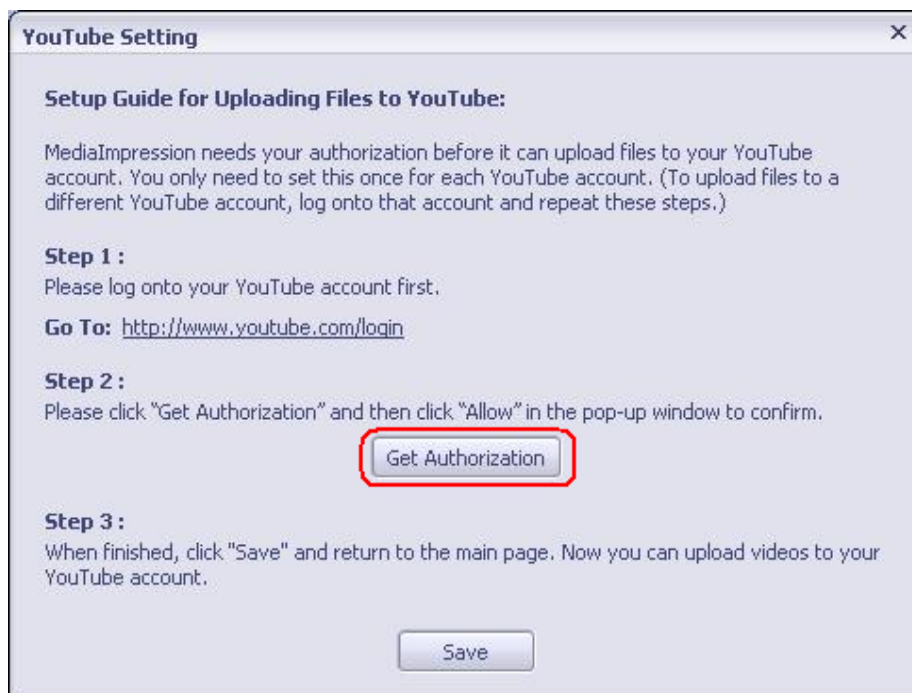 YouTube Setting
Setup Guide for Uploading Files to YouTube:
MediaImpression needs your authorization before it can upload files to your YouTube
account. You only need to set this once for each YouTube account. (To upload files to a
different YouTube account, log onto that account and repeat these steps.)
Step 1 :
Please log onto your YouTube account first.
Go To: http://www.youtube.com/login
Step 2 :
Please click "Get Authorization" and then click "Allow" in the pop-up window to confirm.
Get Authorization
Step 3 :
When finished, click "Save" and return to the main page. Now you can upload videos to your
YouTube account.
Save